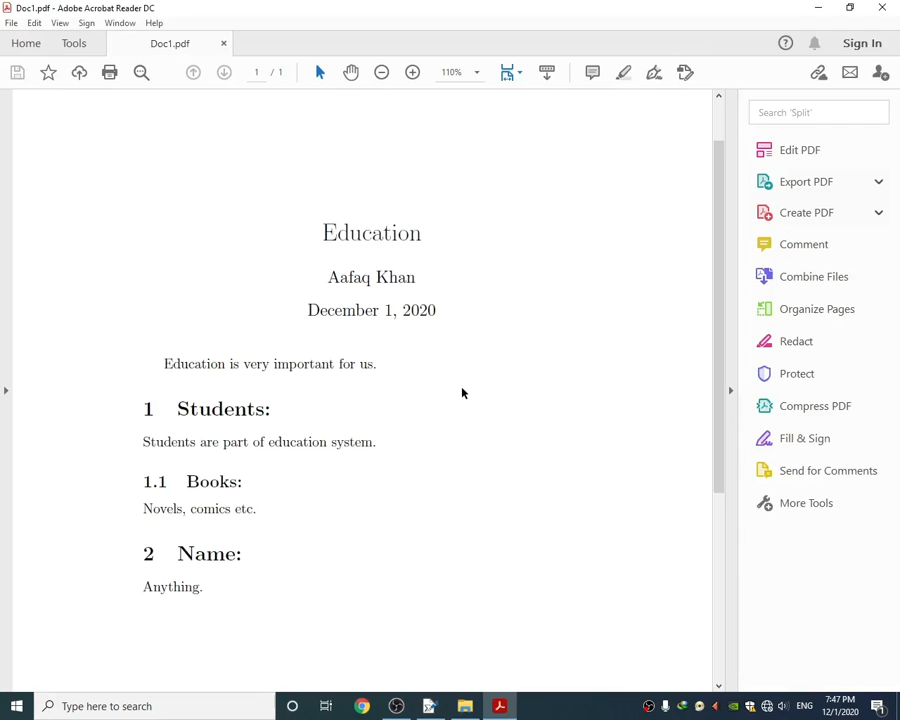 Doc1.pdf - Adobe Acrobat Reader DC
File Edit View Sign Window Help
Home Tools Doc1.pdf × Sign In
1 / 1 110%
Search 'Split'
Edit PDF
Export PDF
Create PDF
Comment
Combine Files
Organize Pages
Redact
Protect
Compress PDF
Fill & Sign
Send for Comments
More Tools
Education
Aafaq Khan
December 1, 2020
Education is very important for us.
1 Students:
Students are part of education system.
1.1 Books:
Novels, comics etc.
2 Name:
Anything.
Type here to search
ENG
7:47 PM
12/1/2020
1